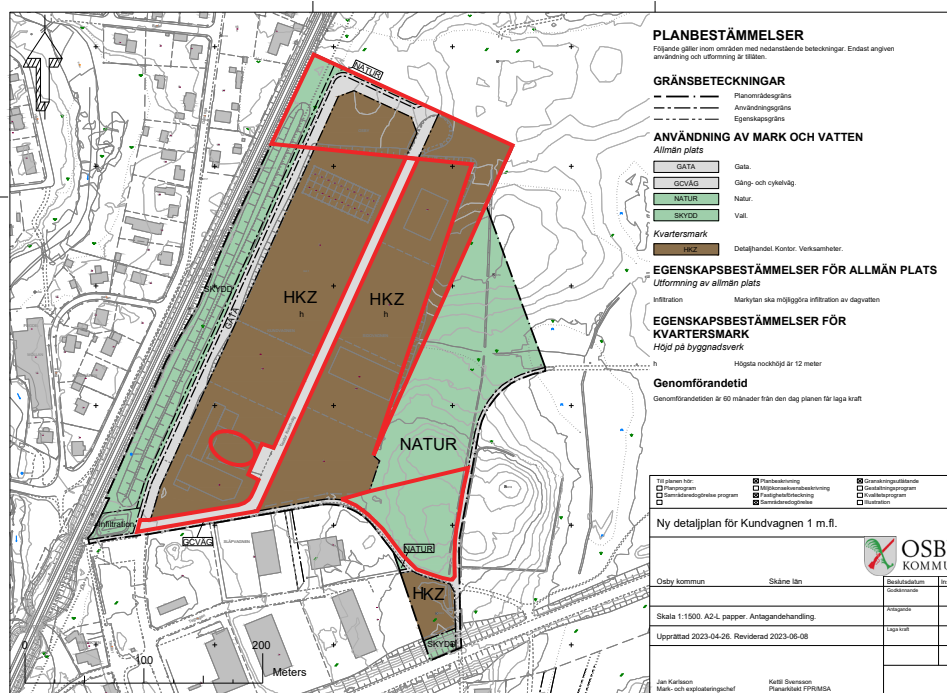 NATUR
SKYDD
GATA
HKZ
h
HKZ
h
NATUR
Infiltration
GCVÄG
NATUR
HKZ
SKYDD
0
100
200
Meters
PLANBESTÄMMELSER
Följande gäller inom områden med nedanstående beteckningar. Endast angiven
användning och utformning är tillåten.
GRÄNSBETECKNINGAR
Planområdesgräns
Användningsgräns
Egenskapsgräns
ANVÄNDNING AV MARK OCH VATTEN
Allmän plats
GATA Gata.
GCVÄG Gång- och cykelväg.
NATUR Natur.
SKYDD Vall.
Kvartersmark
HKZ Detaljhandel. Kontor. Verksamheter.
EGENSKAPSBESTÄMMELSER FÖR ALLMÄN PLATS
Utformning av allmän plats
Infiltration Markytan ska möjliggöra infiltration av dagvatten
EGENSKAPSBESTÄMMELSER FÖR
KVARTERSMARK
Höjd på byggnadsverk
h Högsta nockhöjd är 12 meter
Genomförandetid
Genomförandetiden är 60 månader från den dag planen får laga kraft
Till planen hör:
Planprogram
Samrådsredogörelse program
Planbeskrivning
Miljökonsekvensbeskrivning
Fastighetsförteckning
Samrådsredogörelse
Granskningsutlåtande
Gestaltningsprogram
Kvalitetsprogram
Illustration
Ny detaljplan för Kundvagnen 1 m.fl.
OSB
KOMMU
Osby kommun Skåne län
Beslutsdatum Ins
Godkännande
Antagande
Laga kraft
Skala 1:1500. A2-L papper. Antagandehandling.
Upprättad 2023-04-26. Reviderad 2023-06-08
Jan Karlsson Kettil Svensson
Mark- och exploateringschef Planarkitekt FPR/MSA